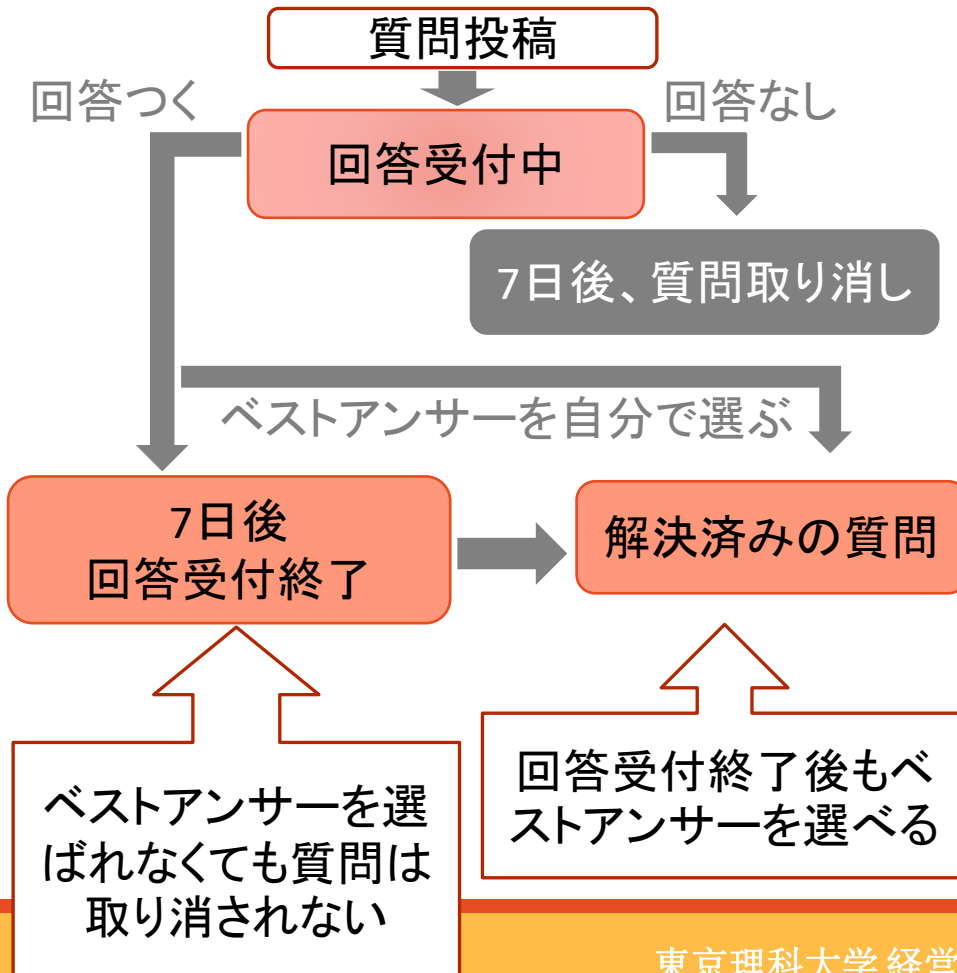 質問投稿
回答つく
回答なし
回答受付中
7日後、質問取り消し
ベストアンサーを自分で選ぶ
7日後
回答受付終了
解決済みの質問
ベストアンサーを選
ばれなくても質問は
取り消されない
回答受付終了後もベ
ストアンサーを選べる
東京理科大学 経営